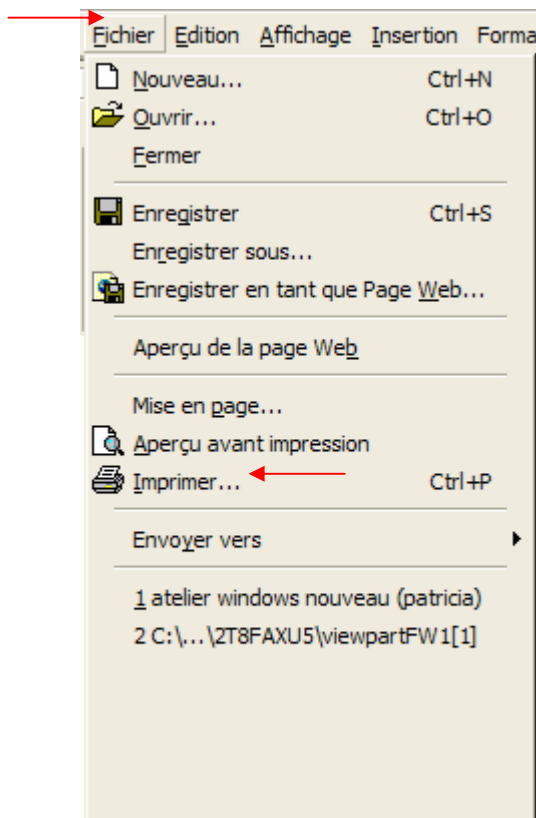 Fichier Edition Affichage Insertion Forma
Nouveau... Ctrl+N
Ouvrir... Ctrl+O
Fermer
Enregistrer Ctrl+S
Enregistrer sous...
Enregistrer en tant que Page Web...
Aperçu de la page Web
Mise en page...
Aperçu avant impression
Imprimer... Ctrl+P
Envoyer vers
1 atelier windows nouveau (patricia)
2 C:\...\2T8FAXU5\viewpartFW1[1]